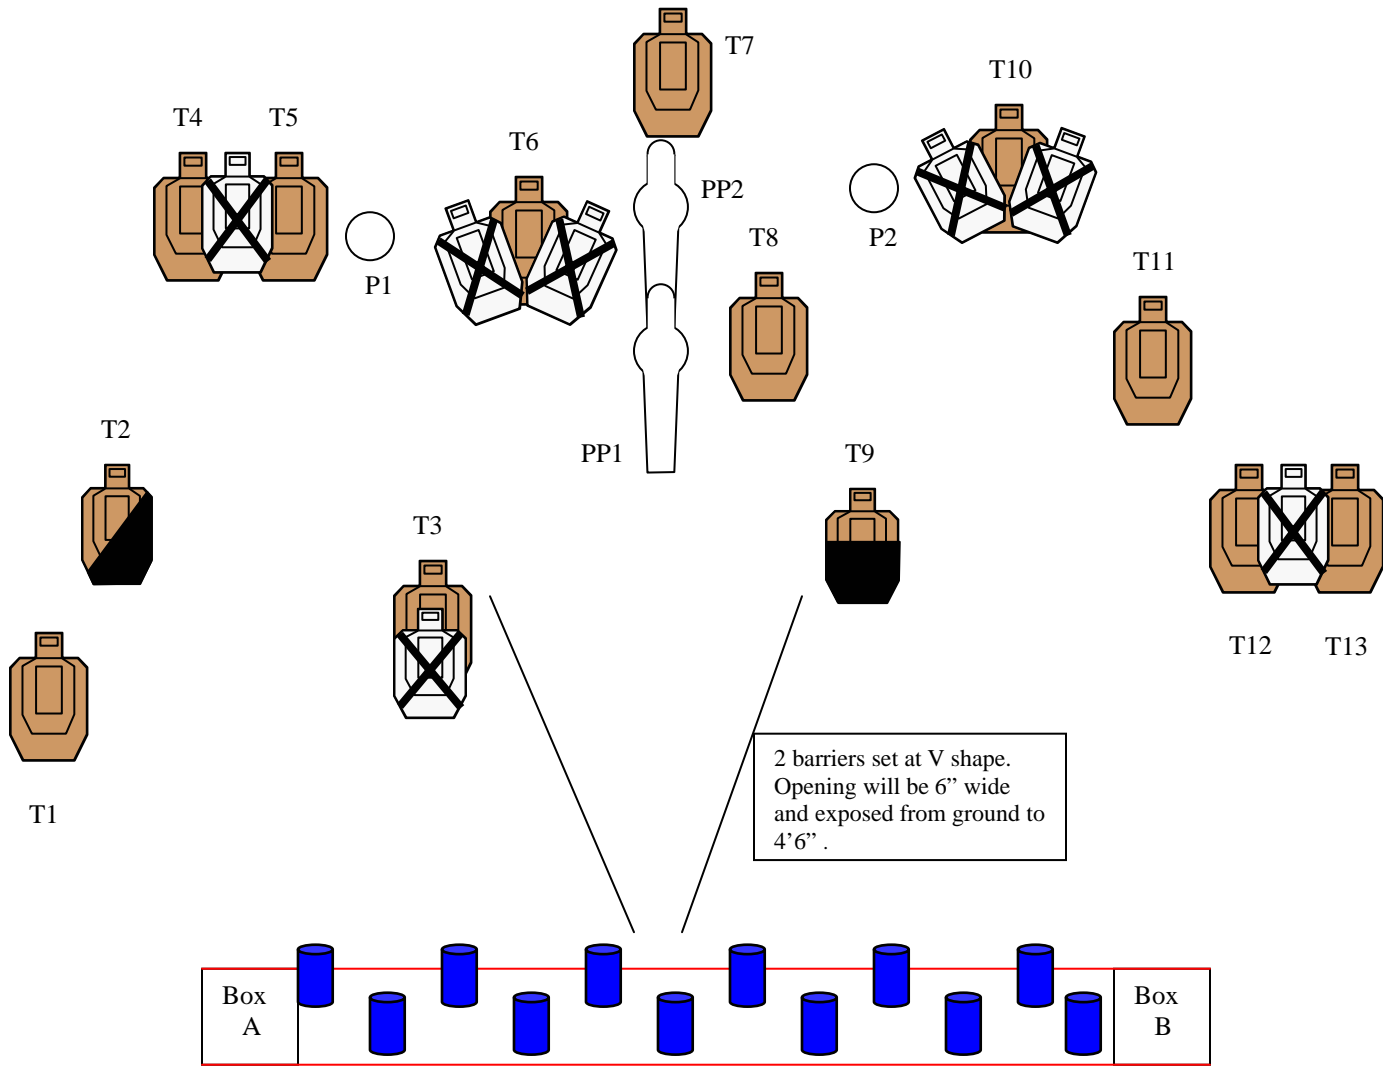 T7
T10
T4
T5
T6
PP2
P2
T8
P1
T11
T2
PP1
T9
T3
T12
T13
2 barriers set at V shape.
Opening will be 6” wide
and exposed from ground to
4’6” .
T1
Box
A
Box
B